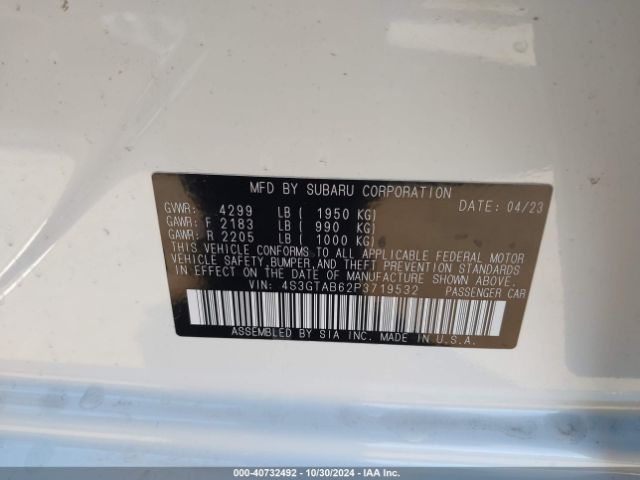 MFD BY SUBARU CORPORATION DATE: 04/23
GVWR: 4299 LB ( 1950 KG)
GAWR: F 2183 LB ( 990 KG)
GAWR: R 2205 LB ( 1000 KG)
THIS VEHICLE CONFORMS TO ALL APPLICABLE FEDERAL MOTOR
VEHICLE SAFETY, BUMPER, AND THEFT PREVENTION STANDARDS
IN EFFECT ON THE DATE OF MANUFACTURE SHOWN ABOVE.
VIN: 4S3GTAB62P3719532 PASSENGER CAR
ASSEMBLED BY SIA INC. MADE IN U.S.A.
000-40732492 - 10/30/2024 - IAA Inc.